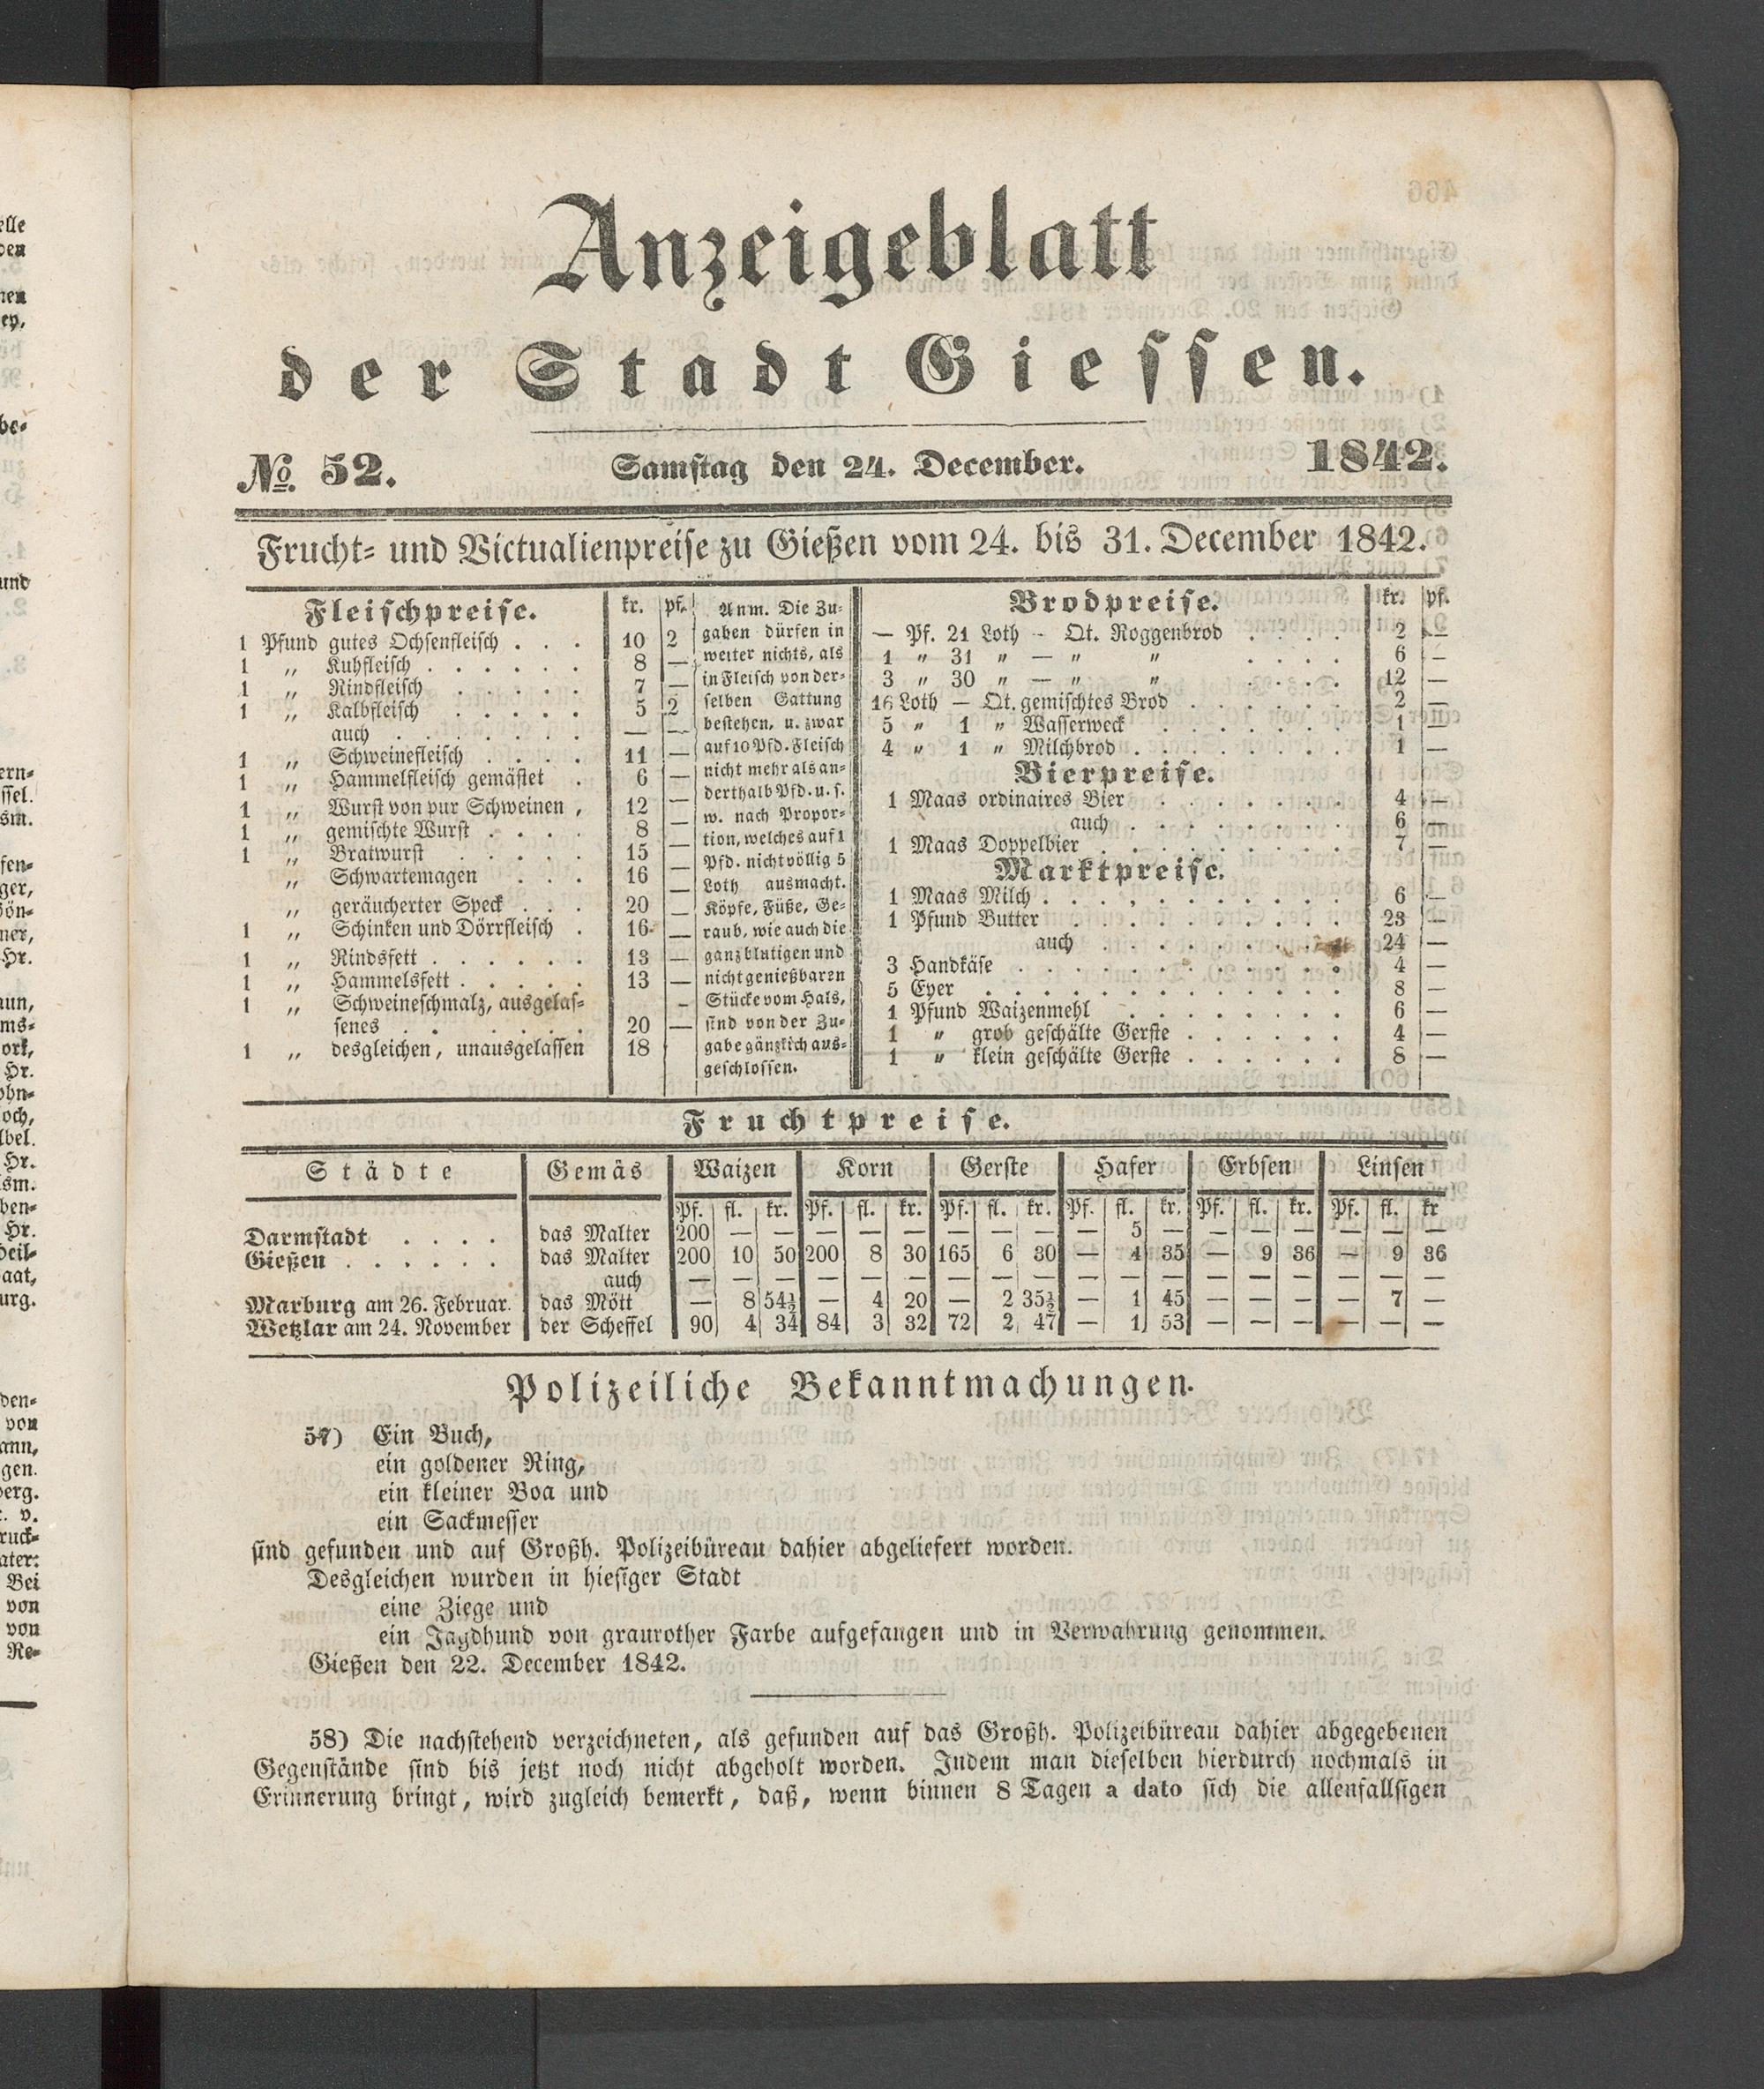 Anzeigeblatt
der Stadt Giessen.
No. 52. Samstag den 24. December. 1842.
Frucht- und Victualienpreise zu Gießen vom 24. bis 31. December 1842.
Fleischpreise. kr. pf.
1 Pfund gutes Ochsenfleisch . . . 10 2
1 „ Kuhfleisch . . . . . . 8 —
1 „ Rindfleisch . . . . . 7 —
1 „ Kalbfleisch . . . . . 5 2
auch . . . . . . . — —
1 „ Schweinefleisch . . . . 11 —
1 „ Hammelfleisch gemästet . 6 —
1 „ Wurst von pur Schweinen , 12 —
1 „ gemischte Wurst . . . . 8 —
1 „ Bratwurst . . . . . 15 —
„ Schwartemagen . . . 16 —
„ geräucherter Speck . . . 20 —
1 „ Schinken und Dörrfleisch . 16 —
1 „ Rindsfett . . . . . . 13 —
1 „ Hammelsfett . . . . . 13 —
1 „ Schweineschmalz, ausgelas- -
senes . . . . . . 20 —
1 „ desgleichen, unausgelassen 18
Anm. Die Zu-
gaben dürfen in
weiter nichts, als
in Fleisch von der-
selben Gattung
bestehen, u. zwar
auf 10 Pfd. Fleisch
nicht mehr als an-
derthalb Pfd. u. s.
w. nach Propor-
tion, welches auf 1
Pfd. nicht völlig 5
Loth ausmacht.
Köpfe, Füße, Ge-
raub, wie auch die
ganz blutigen und
nicht genießbaren
Stücke vom Hals,
sind von der Zu-
gabe gänzlich aus-
geschlossen.
Brodpreise. kr. pf.
— Pf. 21 Loth - Qt. Roggenbrod . . . . 2 —
1 „ 31 „ — „ „ . . . . 6 —
3 „ 30 „ — „ „ . . . . 12 —
16 Loth — Qt. gemischtes Brod . . . . . . 2 —
5 „ 1 „ Wasserweck . . . . . . . 1 —
4 „ 1 „ Milchbrod . . . . . . . . 1 —
Bierpreise.
1 Maas ordinaires Bier . . . . . . . 4 —
auch . . . . . . . . 6 —
1 Maas Doppelbier . . . . . . . . . 7 —
Marktpreise.
1 Maas Milch . . . . . . . . . . . 6 —
1 Pfund Butter . . . . . . . . . . 23 —
auch . . . . . . . . . 24 —
3 Handkäse . . . . . . . . . . . . 4 —
5 Eyer . . . . . . . . . . . . . 8 —
1 Pfund Waizenmehl . . . . . . . . 6 —
1 „ grob geschälte Gerste . . . . . . 4 —
1 „ klein geschälte Gerste . . . . . . 8 —
Fruchtpreise.
Städte Gemäs Waizen Korn Gerste Hafer Erbsen Linsen
Pf. fl. kr. Pf. fl. kr. Pf. fl. kr. Pf. fl. kr. Pf. fl. kr. Pf. fl. kr
Darmstadt . . . . das Malter 200 — — — — — — — — — 5 — — — — — — —
Gießen . . . . . . das Malter 200 10 50 200 8 30 165 6 30 — 4 35 — 9 36 — 9 36
auch — — — — — — — — — — — — — — — — — —
Marburg am 26. Februar. das Mött — 8 54½ — 4 20 — 2 35½ — 1 45 — — — — 7 —
Wetzlar am 24. November der Scheffel 90 4 34 84 3 32 72 2 47 — 1 53 — — — — — —
Polizeiliche Bekanntmachungen.
57) Ein Buch,
ein goldener Ring,
ein kleiner Boa und
ein Sackmesser
sind gefunden und auf Großh. Polizeibüreau dahier abgeliefert worden.
Desgleichen wurden in hiesiger Stadt
eine Ziege und
ein Jagdhund von graurother Farbe aufgefangen und in Verwahrung genommen.
Gießen den 22. December 1842.
58) Die nachstehend verzeichneten, als gefunden auf das Großh. Polizeibüreau dahier abgegebenen
Gegenstände sind bis jetzt noch nicht abgeholt worden. Indem man dieselben hierdurch nochmals in
Erinnerung bringt, wird zugleich bemerkt, daß, wenn binnen 8 Tagen a dato sich die allenfallsigen